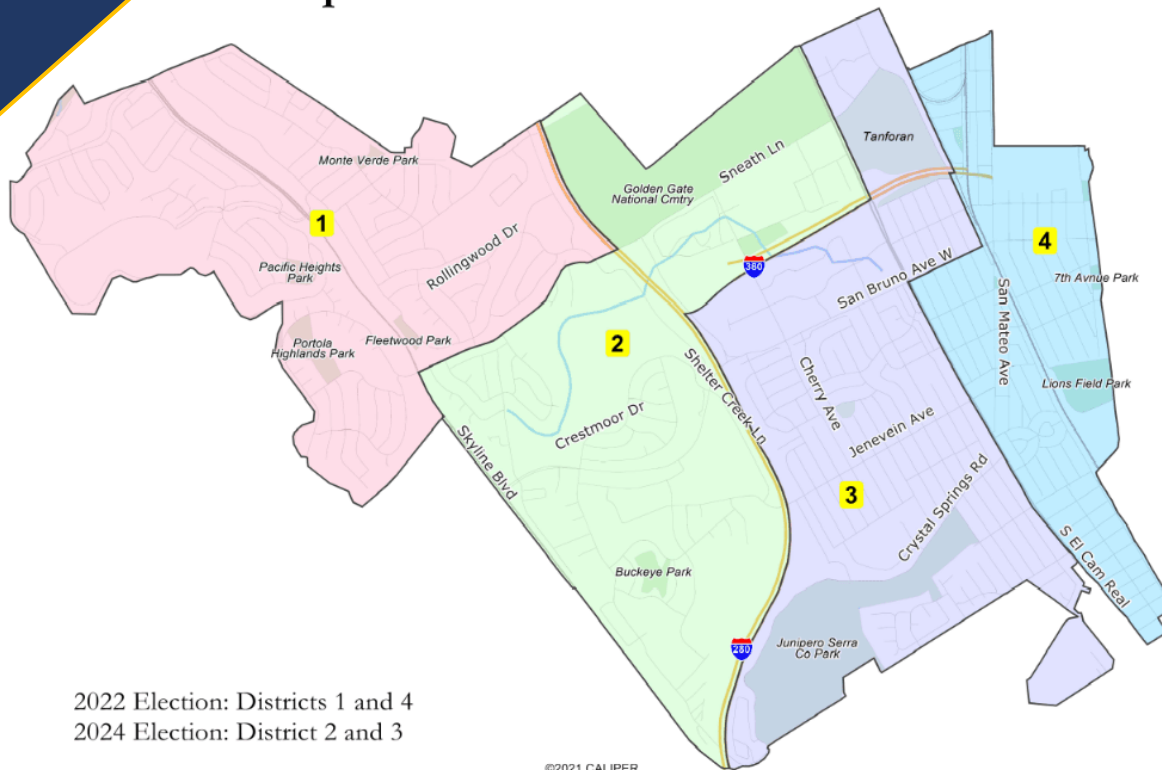 Tanforan
Monte Verde Park
Sneath Ln
Golden Gate
National Cmtry
1
4
Rollingwood Dr
Pacific Heights
Park
380
San Bruno Ave W
7th Avnue Park
San Mateo Ave
Portola
Highlands Park
Fleetwood Park
2
Shelter Creek Ln
Cherry Ave
Lions Field Park
Crestmoor Dr
Jenevein Ave
Skyline Blvd
3
Crystal Springs Rd
S El Cam Real
Buckeye Park
280
Junipero Serra
Co Park
2022 Election: Districts 1 and 4
2024 Election: District 2 and 3
©2021 CALIPER